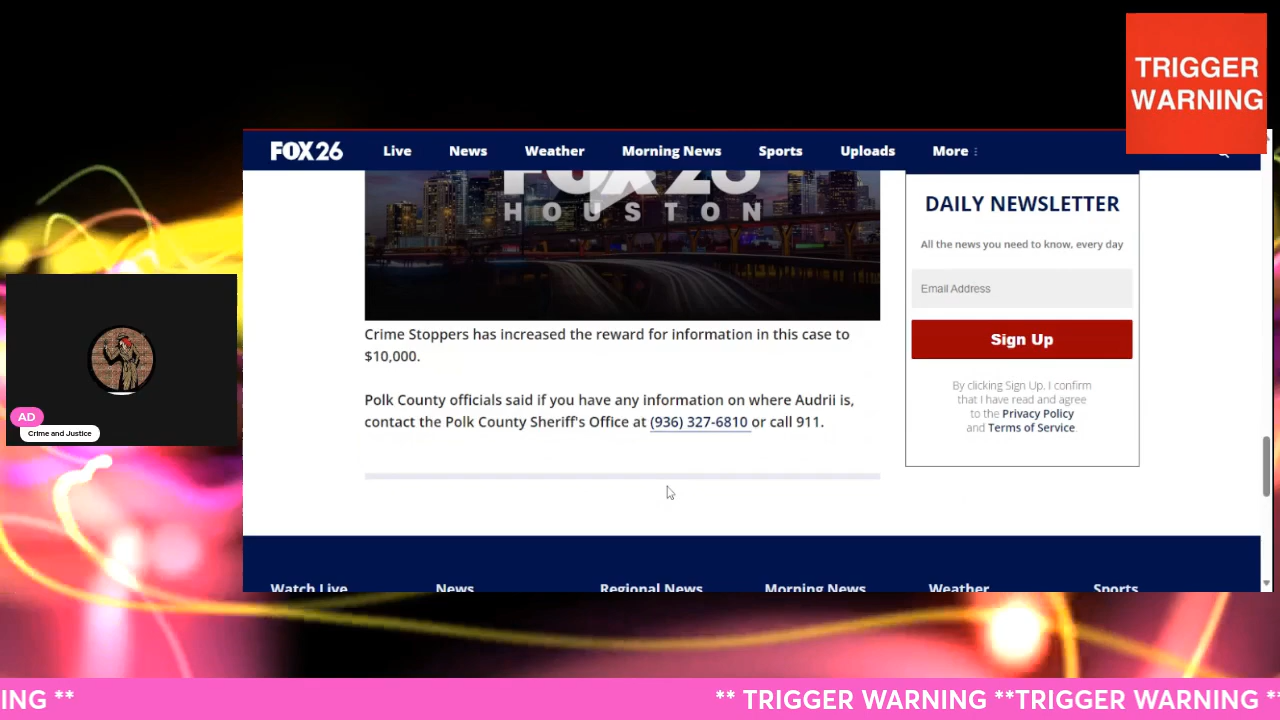 TRIGGER
WARNING
FOX26
Live
News
Weather
Morning News
Sports
Uploads
More
FOX 26
HOUSTON
Crime Stoppers has increased the reward for information in this case to
$10,000.
Polk County officials said if you have any information on where Audrii is,
contact the Polk County Sheriff's Office at (936) 327-6810 or call 911.
DAILY NEWSLETTER
All the news you need to know, every day
Email Address
Sign Up
By clicking Sign Up. I confirm
that I have read and agree
to the Privacy Policy
and Terms of Service
AD
Crime and Justice
Watch Live
News
Regional News
Morning News
Weather
Sports
ING ** ** TRIGGER WARNING **TRIGGER WARNING **